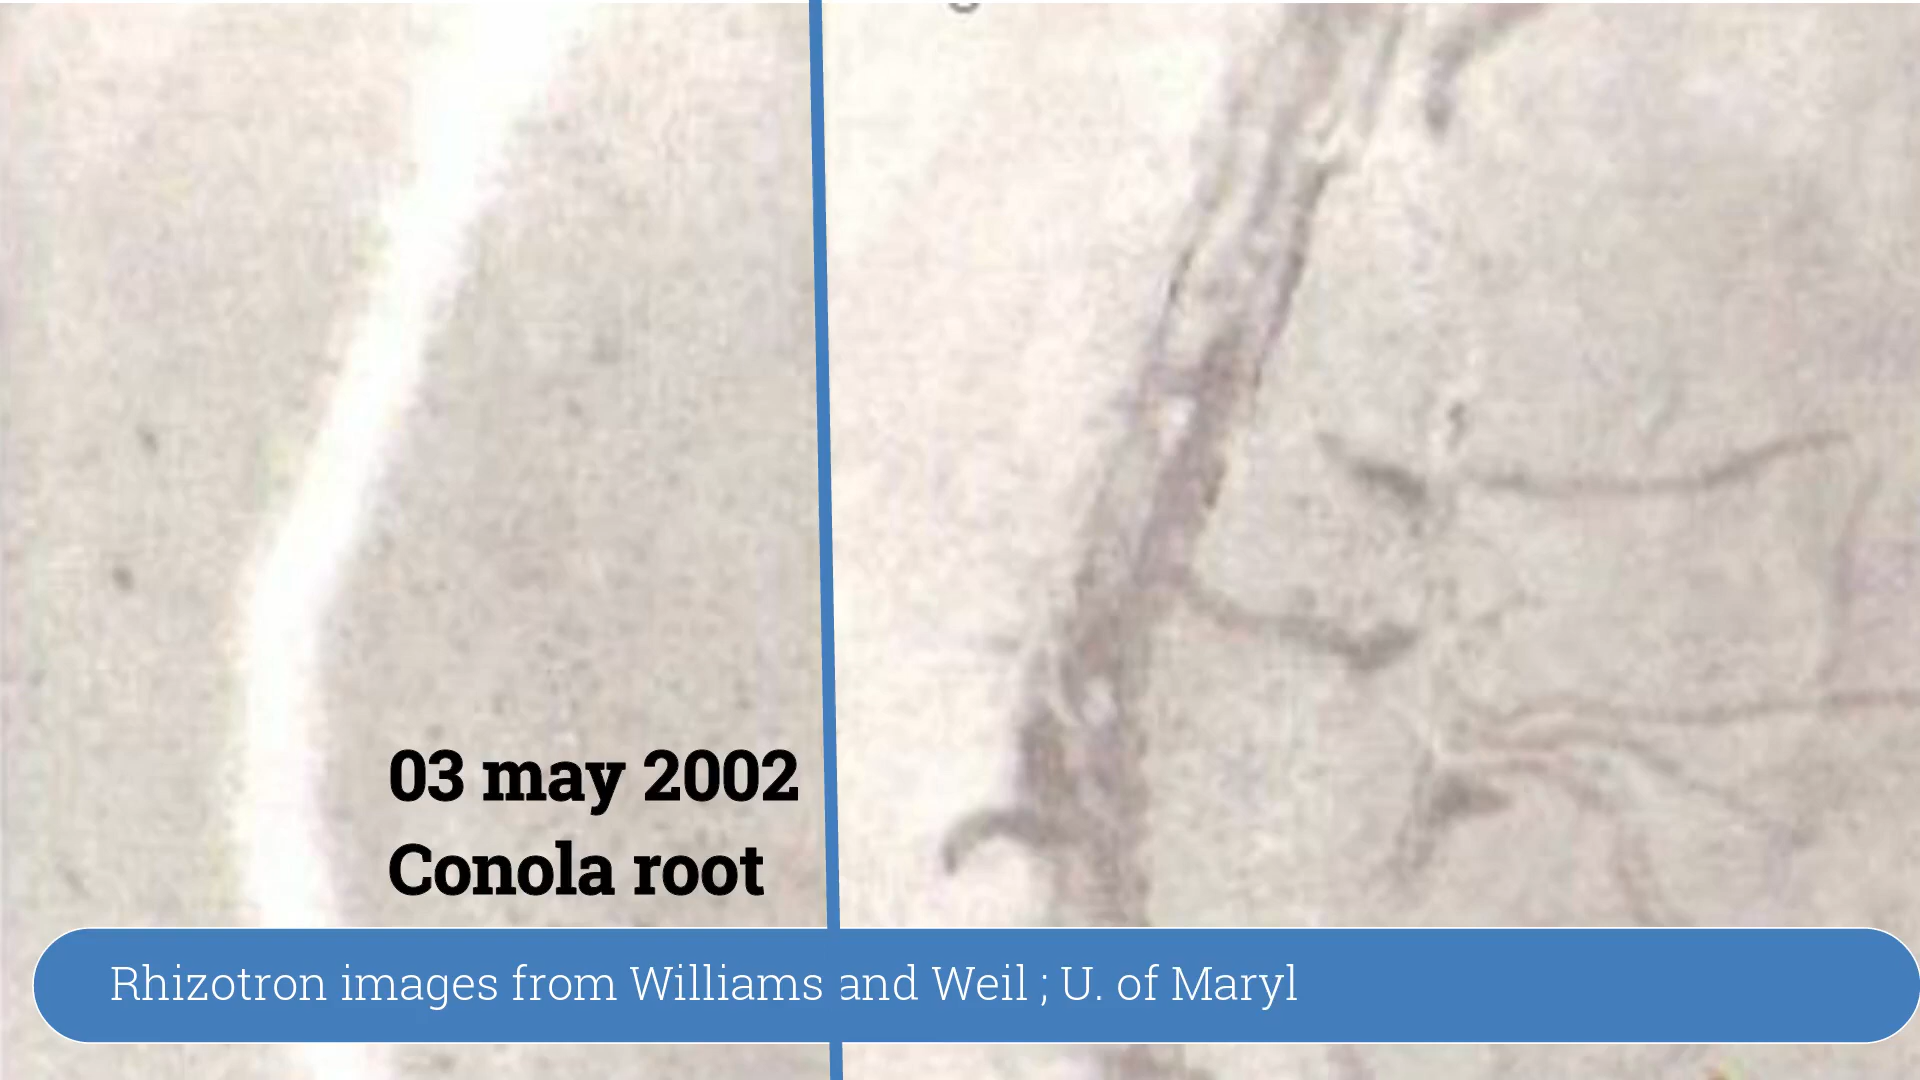 03 may 2002
Conola root
Rhizotron images from Williams and Weil ; U. of Maryl